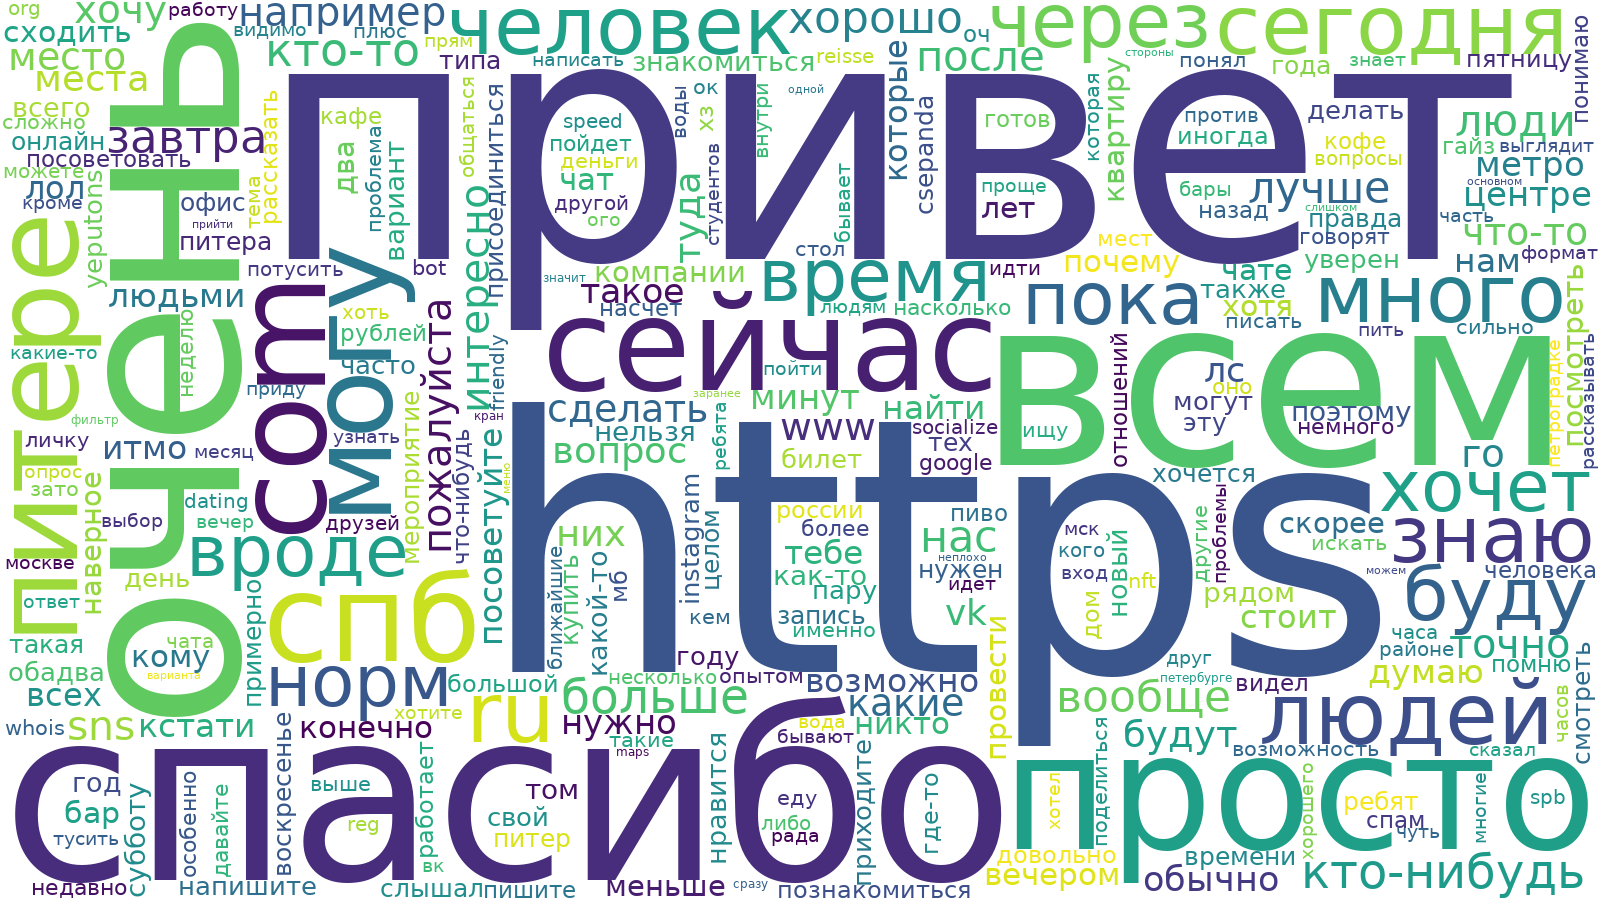 org
хочу
работу
например
человек
хорошо
через
сегодня
сходить
видимо
плюс
прям
кто-то
оч
место
типа
написать
знакомиться
reisse
после
стороны
понял
года
знает
пятницу
понимаю
места
привет
всего
сложно
завтра
очень
рассказать
кафе
два
проблема
вариант
общаться
присоединиться
speed
пойдет
деньги
чат
другой
ого
воды
ок
хз
внутри
одной
студентов
туда
бывает
которые
csepanda
готов
проще
лет
которая
квартиру
против
иногда
делать
кофе
вопросы
люди
гайз
выглядит
метро
онлайн
посоветовать
можете
лол
кроме
yeputons
офис
тема
прийти
питера
бары
лучше
назад
слишком
правда
основном
центре
часть
говорят
что-то
потусить
bot
стол
мест
уверен
нам
формат
людьми
значит
компании
время
идти
почему
чате
такое
насчет
людям
насколько
пока
также
хотя
много
писать
пить
сильно
посмотреть
питере
неделю
com
могу
хоть
рублей
пожалуйста
интересно
friendly
сейчас
всем
какие-то
часто
приду
пойти
отношений
лс
оно
могут
эту
поэтому
немного
петроградке
рассказывать
фильтр
заранее
минут
найти
кран
сделать
нельзя
www
socialize
ищу
личку
итмо
месяц
узнать
мероприятие
вопрос
ребята
билет
тех
google
го
опрос
зато
наверное
что-нибудь
посоветуйте
меню
https
хочется
хочет
dating
выбор
вечер
друзей
instagram
целом
россии
более
пиво
мск
скорее
знаю
вроде
них
тебе
нас
неплохо
кого
новый
другие
проблемы
искать
москве
день
ближайшие
купить
какой-то
мб
как-то
пару
нужен
идет
вход
nft
можем
человека
ответ
примерно
спб
кем
запись
именно
vk
дом
рядом
стоит
буду
такая
чата
кому
обадва
варианта
году
провести
друг
часа
районе
точно
помню
всех
норм
большой
несколько
опытом
возможно
петербурге
видел
думаю
whois
sns
кстати
хотите
ru
больше
какие
вообще
людей
часов
смотреть
конечно
нужно
вода
никто
такие
бывают
maps
будут
возможность
сказал
спасибо
просто
год
бар
тусить
субботу
особенно
давайте
воскресенье
выше
reg
работает
вк
том
свой
питер
нравится
еду
либо
рада
приходите
где-то
хотел
поделиться
хорошего
ребят
спам
чуть
многие
spb
недавно
напишите
слышал
пишите
меньше
сразу
познакомиться
довольно
вечером
времени
обычно
кто-нибудь